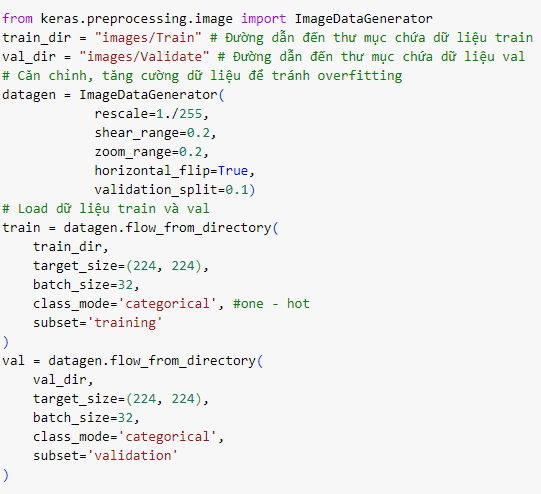 from keras.preprocessing.image import ImageDataGenerator
train_dir = "images/Train" # Đường dẫn đến thư mục chứa dữ liệu train
val_dir = "images/Validate" # Đường dẫn đến thư mục chứa dữ liệu val
# Căn chỉnh, tăng cường dữ liệu để tránh overfitting
datagen = ImageDataGenerator(
            rescale=1./255,
            shear_range=0.2,
            zoom_range=0.2,
            horizontal_flip=True,
            validation_split=0.1)
# Load dữ liệu train và val
train = datagen.flow_from_directory(
    train_dir,
    target_size=(224, 224),
    batch_size=32,
    class_mode='categorical', #one - hot
    subset='training'
)
val = datagen.flow_from_directory(
    val_dir,
    target_size=(224, 224),
    batch_size=32,
    class_mode='categorical',
    subset='validation'
)